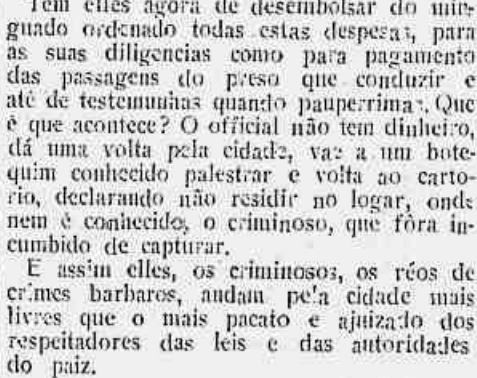 Tem elles agora de desembolsar do min-
guado ordenado todas estas despesas, para
as suas diligencias como para pagamento
das passagens do preso que conduzir e
até de testemunhas quando pauperrimas. Que
é que acontece? O official não tem dinheiro,
dá uma volta pela cidade, vae a um bote-
quim conhecido palestrar e volta ao carto-
rio, declarando não residir no logar, onde
nem é conhecido, o criminoso, que fôra in-
cumbido de capturar.
E assim elles, os criminosos, os réos de
crimes barbaros, andam pela cidade mais
livres que o mais pacato e ajuizado dos
respeitadores das leis e das autoridades
do paiz.